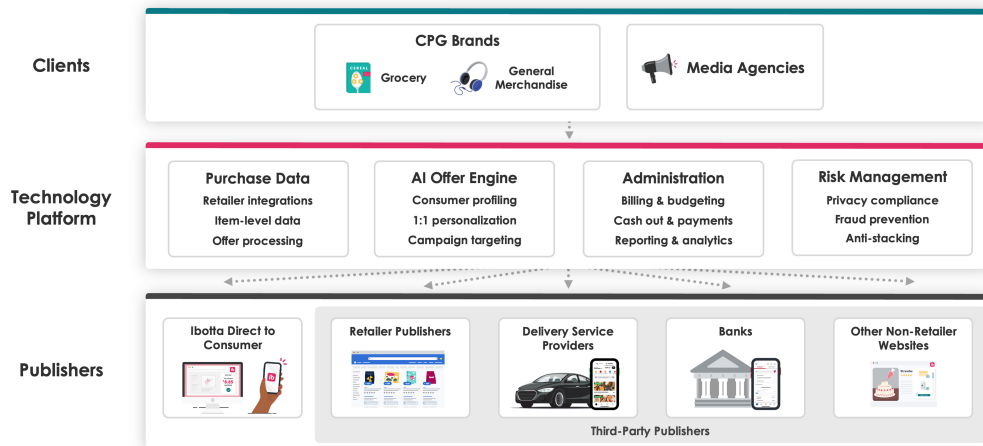 Clients
CPG Brands
CEREAL
Grocery
General
Merchandise
Media Agencies
Technology
Platform
Purchase Data
Retailer integrations
Item-level data
Offer processing
AI Offer Engine
Consumer profiling
1:1 personalization
Campaign targeting
Administration
Billing & budgeting
Cash out & payments
Reporting & analytics
Risk Management
Privacy compliance
Fraud prevention
Anti-stacking
Publishers
Ibotta Direct to
Consumer
Retailer Publishers
Delivery Service
Providers
Banks
Other Non-Retailer
Websites
Third-Party Publishers